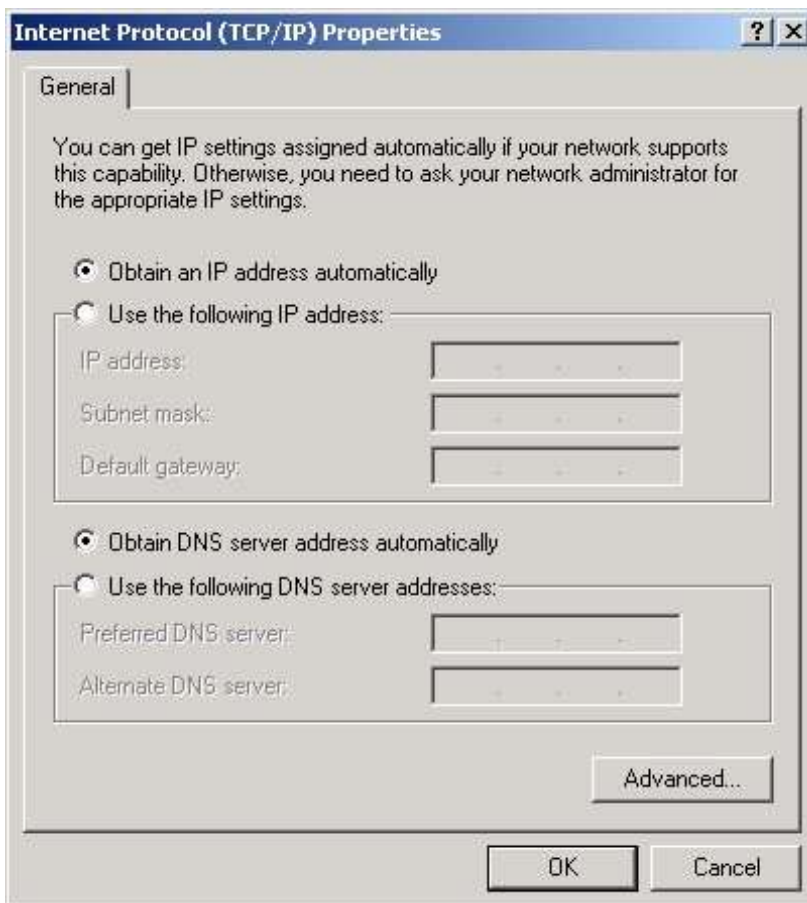 Internet Protocol (TCP/IP) Properties
General
You can get IP settings assigned automatically if your network supports
this capability. Otherwise, you need to ask your network administrator for
the appropriate IP settings.
Obtain an IP address automatically
Use the following IP address:
IP address:
Subnet mask:
Default gateway:
Obtain DNS server address automatically
Use the following DNS server addresses:
Preferred DNS server:
Alternate DNS server:
Advanced...
OK Cancel